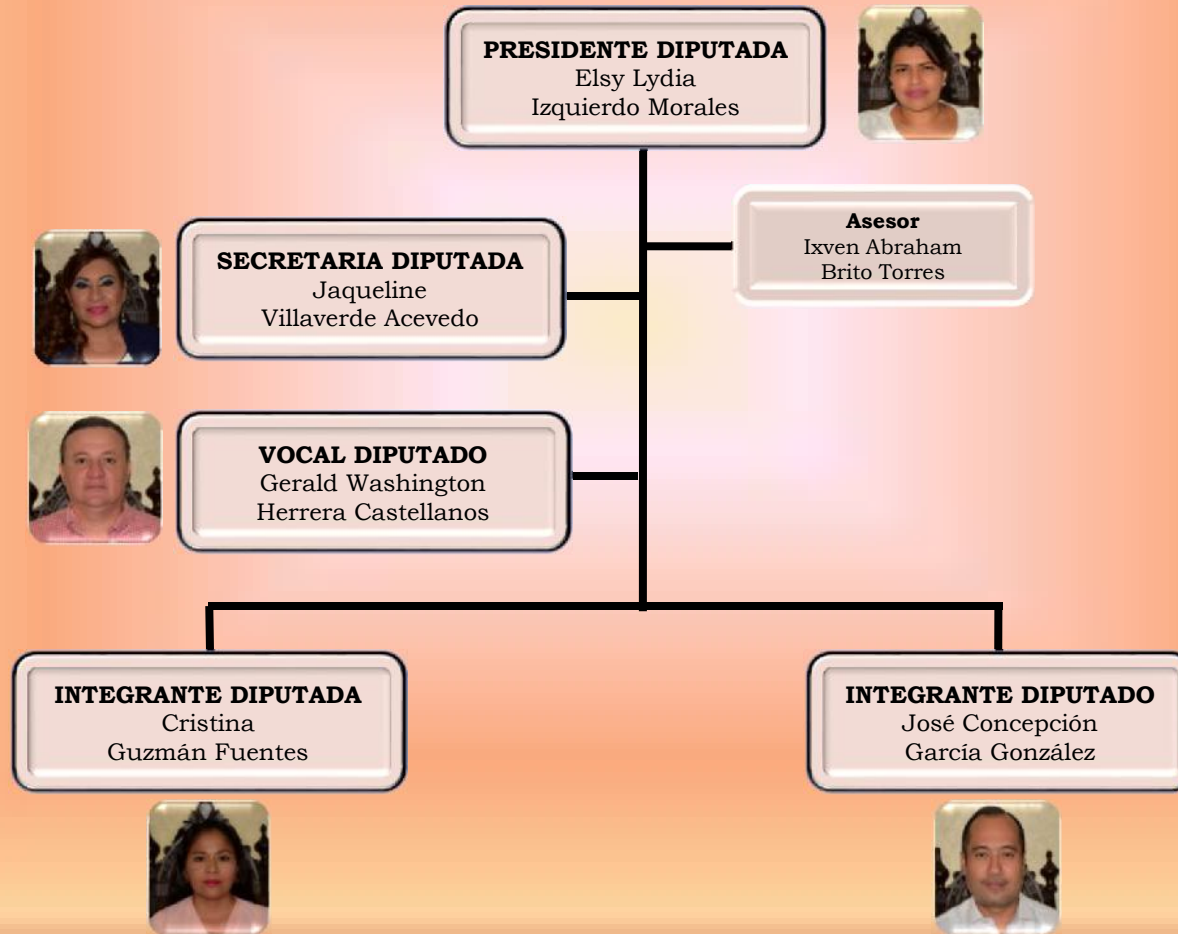 PRESIDENTE DIPUTADA
Elsy Lydia
Izquierdo Morales
Asesor
Ixven Abraham
Brito Torres
SECRETARIA DIPUTADA
Jaqueline
Villaverde Acevedo
VOCAL DIPUTADO
Gerald Washington
Herrera Castellanos
INTEGRANTE DIPUTADA
Cristina
Guzmán Fuentes
INTEGRANTE DIPUTADO
José Concepción
García González